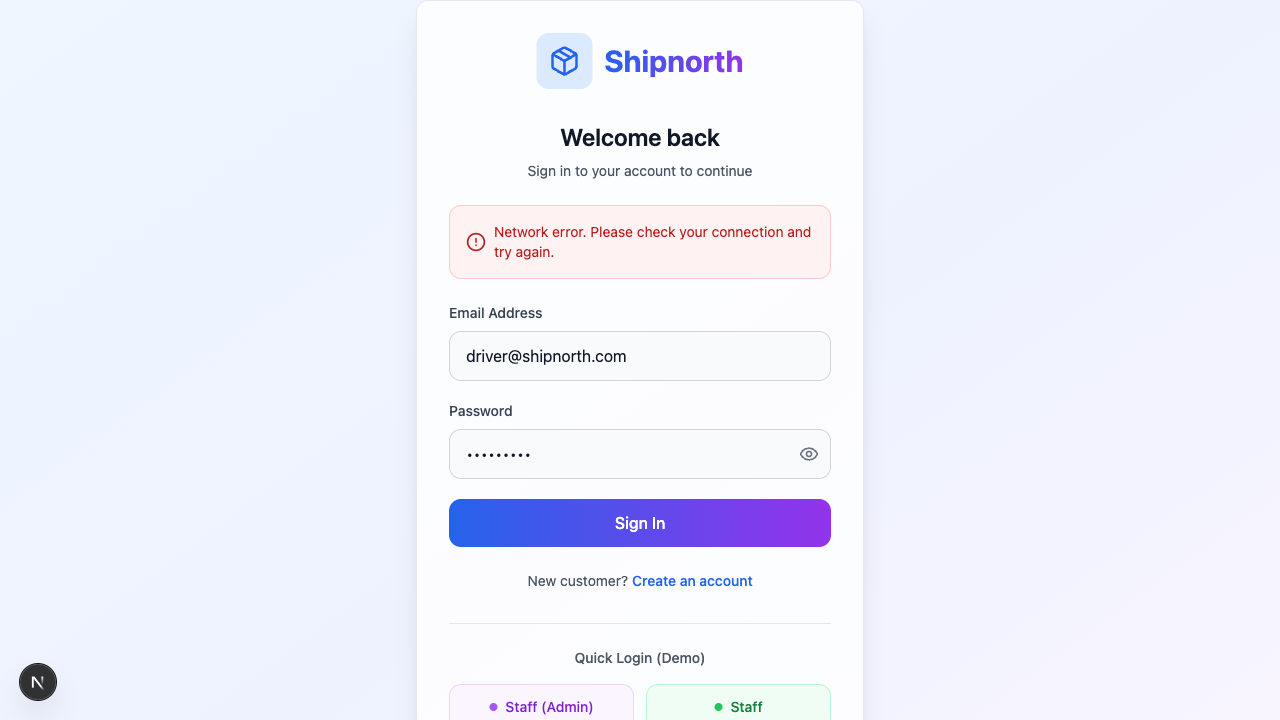 Shipnorth
Welcome back
Sign in to your account to continue
Network error. Please check your connection and
try again.
Email Address
driver@shipnorth.com
Password
•••••••••
Sign In
New customer? Create an account
Quick Login (Demo)
Staff (Admin)
Staff
N